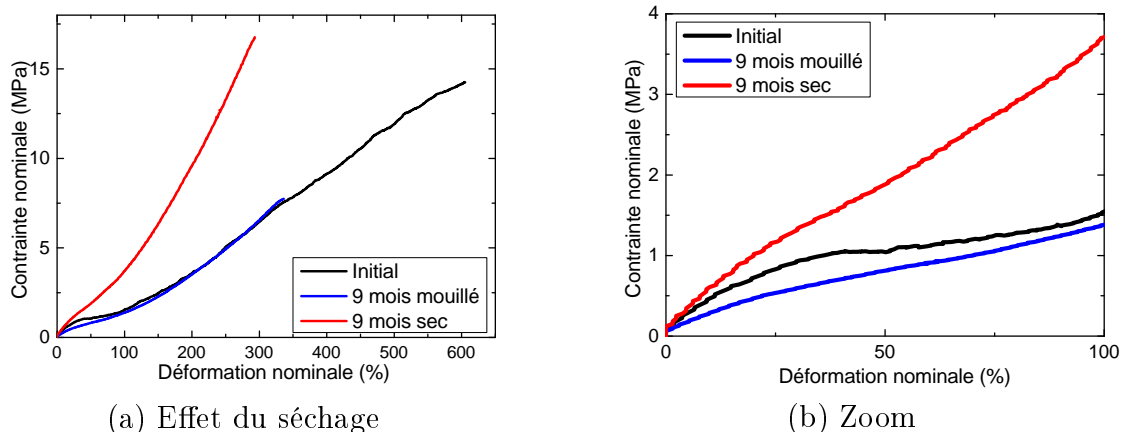 15
10
5
0
Contrainte nominale (MPa)
0 100 200 300 400 500 600
Déformation nominale (%)
Initial
9 mois mouillé
9 mois sec
(a) Effet du séchage
4
3
2
1
0
Contrainte nominale (MPa)
0 50 100
Déformation nominale (%)
Initial
9 mois mouillé
9 mois sec
(b) Zoom